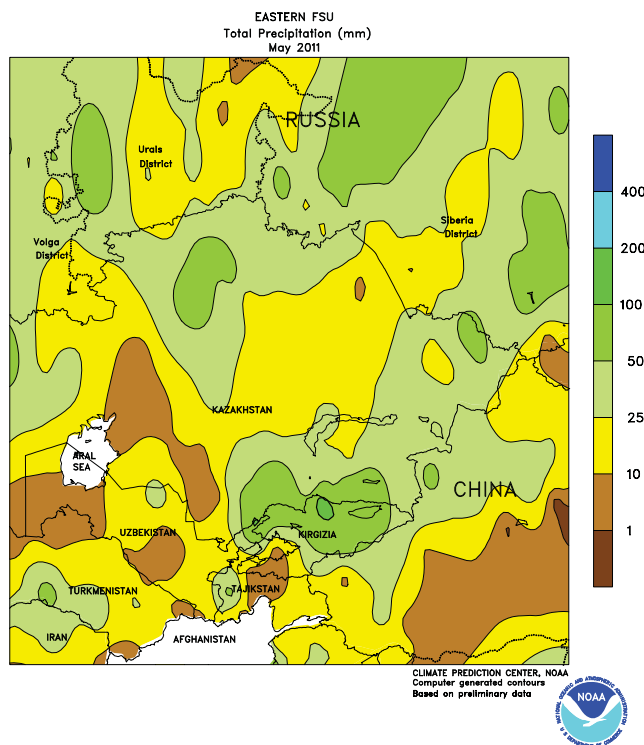 EASTERN FSU
Total Precipitation (mm)
May 2011
RUSSIA
Urals
District
Siberia
District
Volga
District
400
200
100
50
25
10
1
KAZAKHSTAN
ARAL
SEA
CHINA
UZBEKISTAN
KIRGIZIA
TURKMENISTAN
TAJIKSTAN
IRAN
AFGHANISTAN
CLIMATE PREDICTION CENTER, NOAA
Computer generated contours
Based on preliminary data
NOAA